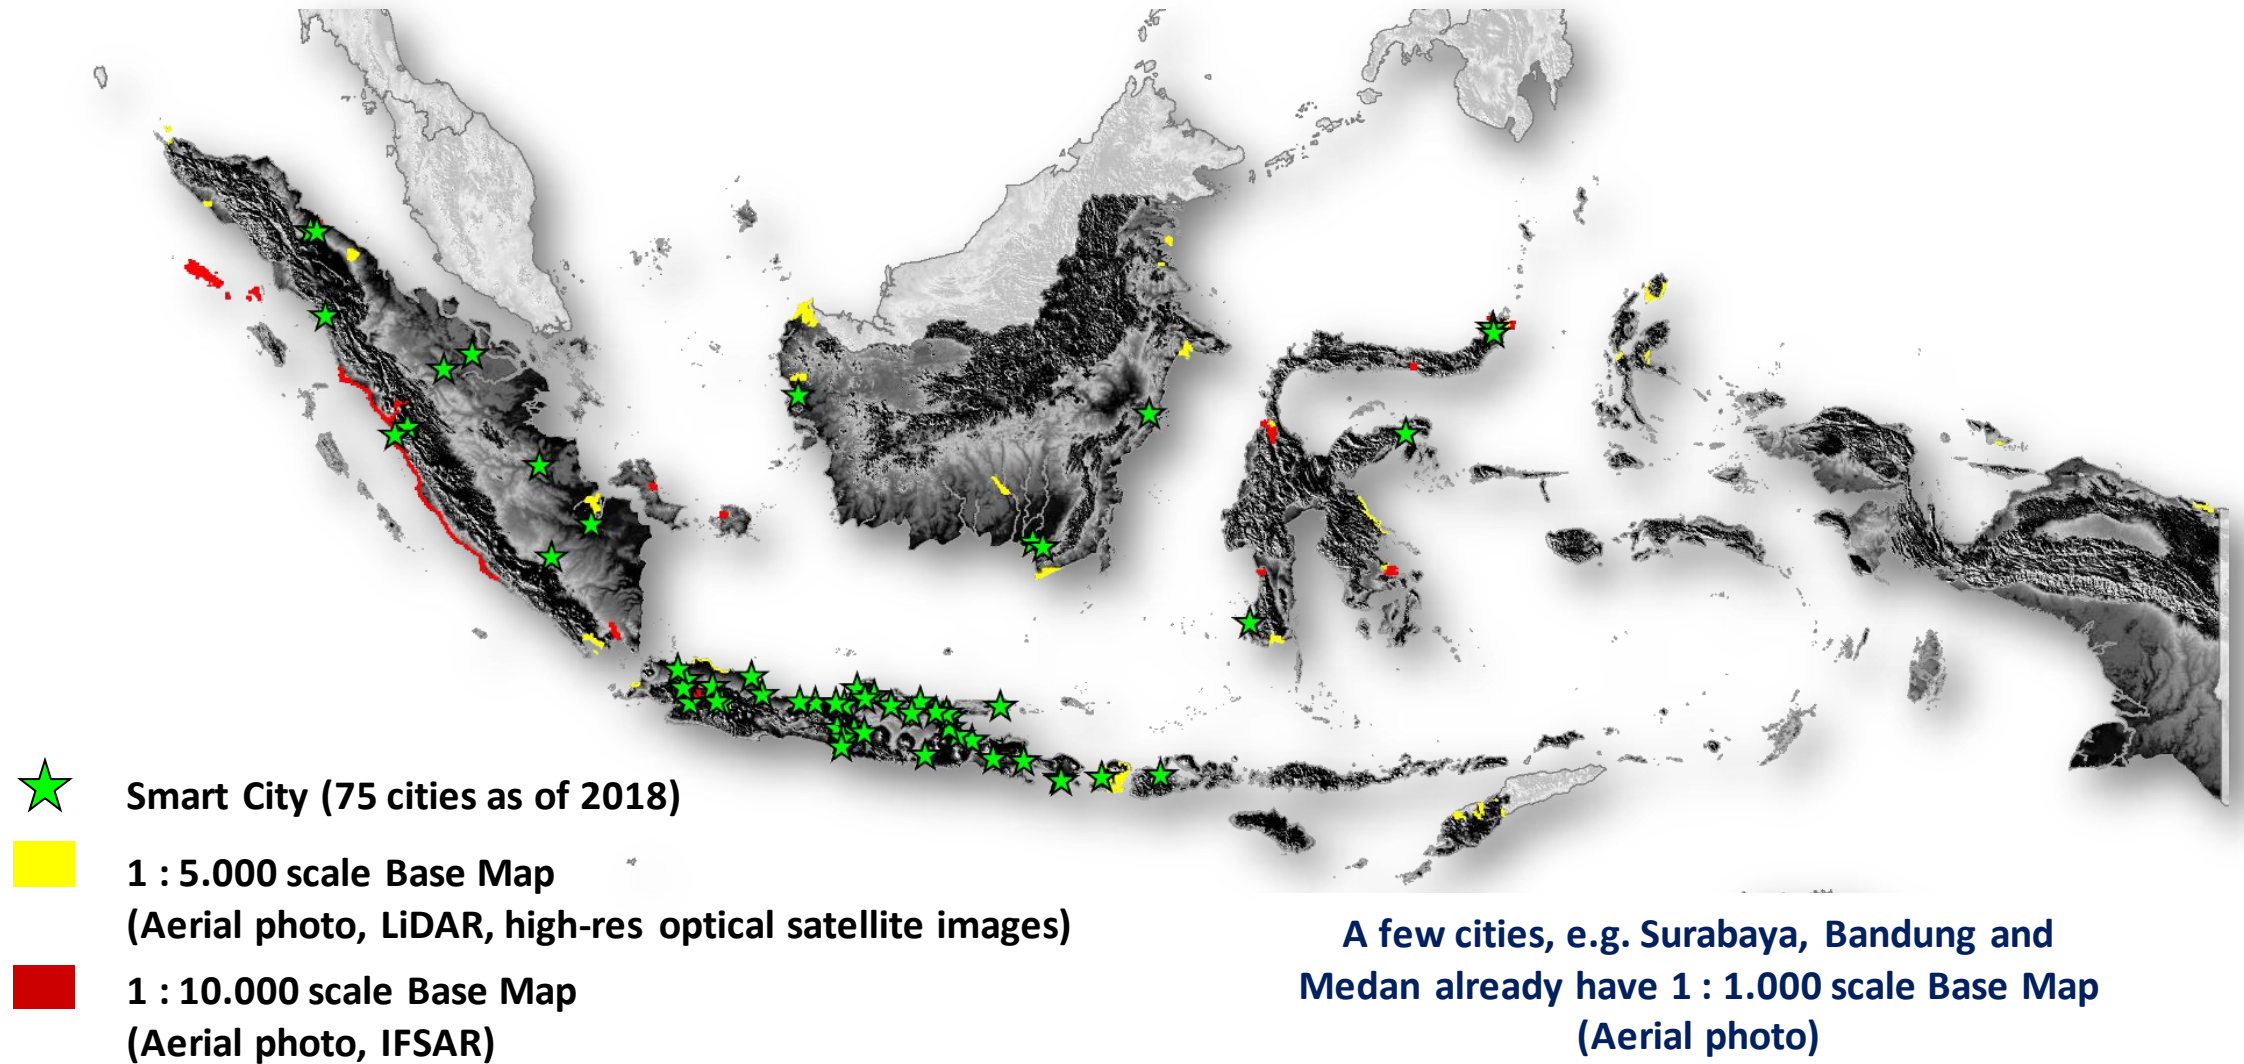 Smart City (75 cities as of 2018)
1 : 5.000 scale Base Map
(Aerial photo, LiDAR, high-res optical satellite images)
1 : 10.000 scale Base Map
(Aerial photo, IFSAR)
A few cities, e.g. Surabaya, Bandung and
Medan already have 1 : 1.000 scale Base Map
(Aerial photo)